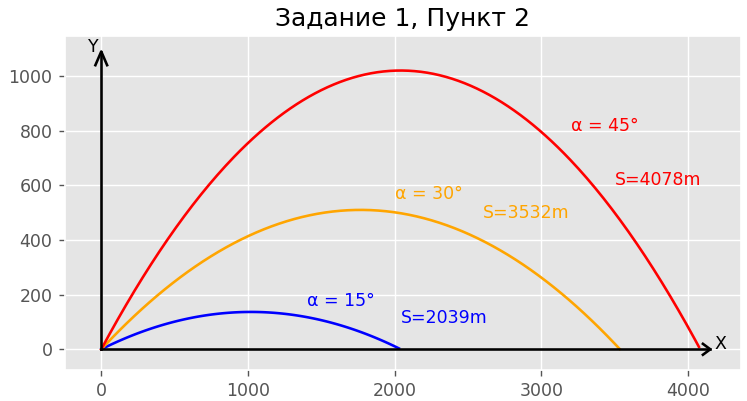 Задание 1, Пункт 2
Y
1000
800
600
400
200
0
α = 45°
S=4078m
α = 30°
S=3532m
α = 15°
S=2039m
X
0
1000
2000
3000
4000